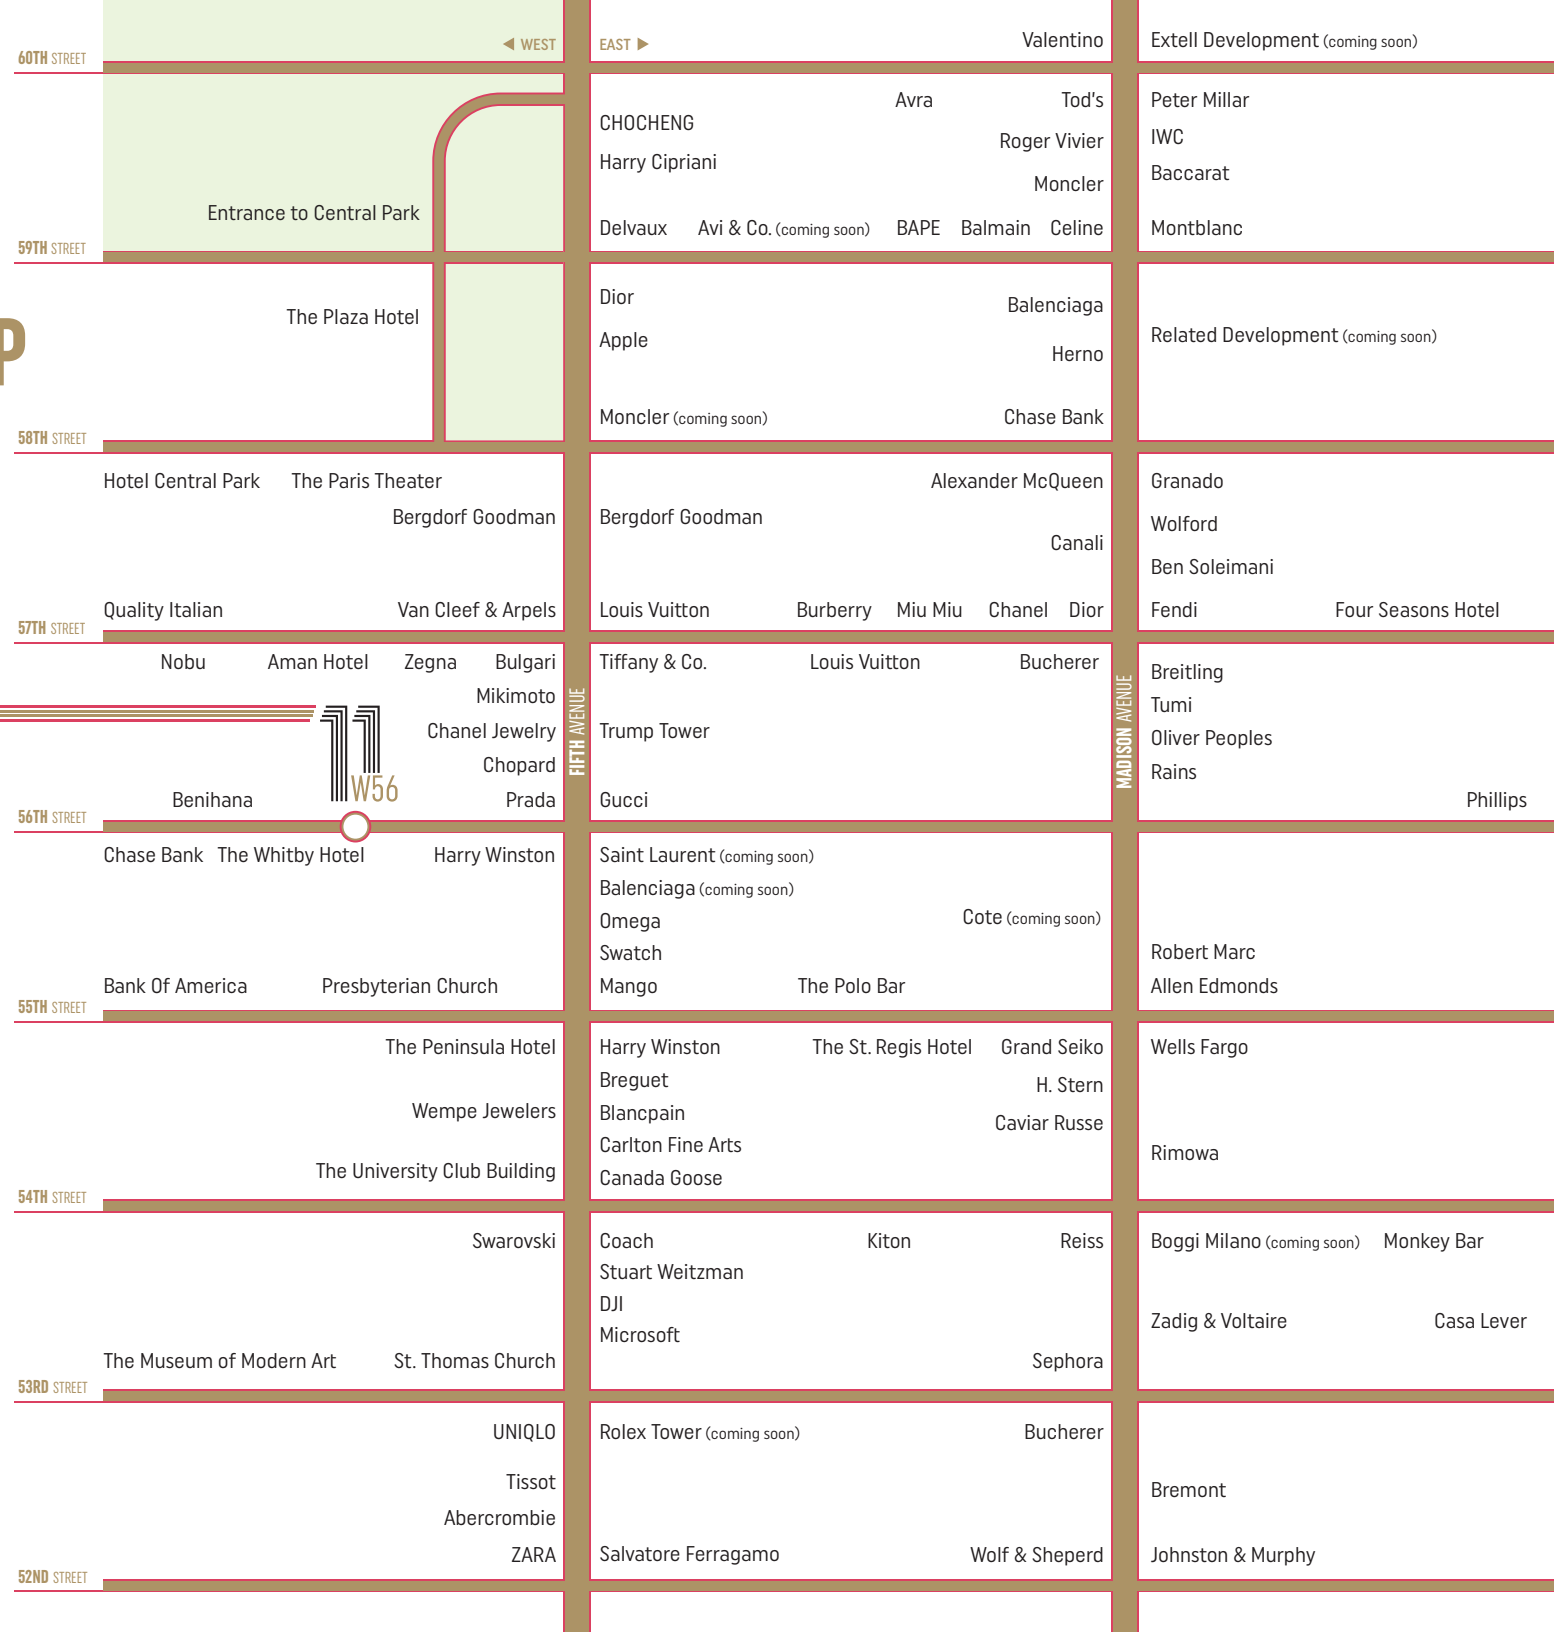 ◀ WEST
EAST ▶
Valentino
Extell Development (coming soon)
60TH STREET
Avra
Tod's
Peter Millar
CHOCHENG
Roger Vivier
IWC
Harry Cipriani
Baccarat
Moncler
Entrance to Central Park
Delvaux
Avi & Co. (coming soon)
BAPE
Balmain
Celine
Montblanc
59TH STREET
Dior
Balenciaga
The Plaza Hotel
Apple
Related Development (coming soon)
Herno
P
Moncler (coming soon)
Chase Bank
58TH STREET
Hotel Central Park
The Paris Theater
Alexander McQueen
Granado
Bergdorf Goodman
Bergdorf Goodman
Wolford
Canali
Ben Soleimani
Quality Italian
Van Cleef & Arpels
Louis Vuitton
Burberry
Miu Miu
Chanel
Dior
Fendi
Four Seasons Hotel
57TH STREET
Nobu
Aman Hotel
Zegna
Bulgari
Tiffany & Co.
Louis Vuitton
Bucherer
Breitling
Mikimoto
Tumi
Chanel Jewelry
FIFTH AVENUE
Trump Tower
MADISON AVENUE
Oliver Peoples
Chopard
Rains
11
W56
Benihana
Prada
Gucci
Phillips
56TH STREET
Chase Bank
The Whitby Hotel
Harry Winston
Saint Laurent (coming soon)
Balenciaga (coming soon)
Omega
Cote (coming soon)
Swatch
Robert Marc
Bank Of America
Presbyterian Church
Mango
The Polo Bar
Allen Edmonds
55TH STREET
The Peninsula Hotel
Harry Winston
The St. Regis Hotel
Grand Seiko
Wells Fargo
Breguet
H. Stern
Wempe Jewelers
Blancpain
Caviar Russe
Carlton Fine Arts
Rimowa
The University Club Building
Canada Goose
54TH STREET
Swarovski
Coach
Kiton
Reiss
Boggi Milano (coming soon)
Monkey Bar
Stuart Weitzman
DJI
Zadig & Voltaire
Casa Lever
Microsoft
The Museum of Modern Art
St. Thomas Church
Sephora
53RD STREET
UNIQLO
Rolex Tower (coming soon)
Bucherer
Tissot
Bremont
Abercrombie
ZARA
Salvatore Ferragamo
Wolf & Sheperd
Johnston & Murphy
52ND STREET